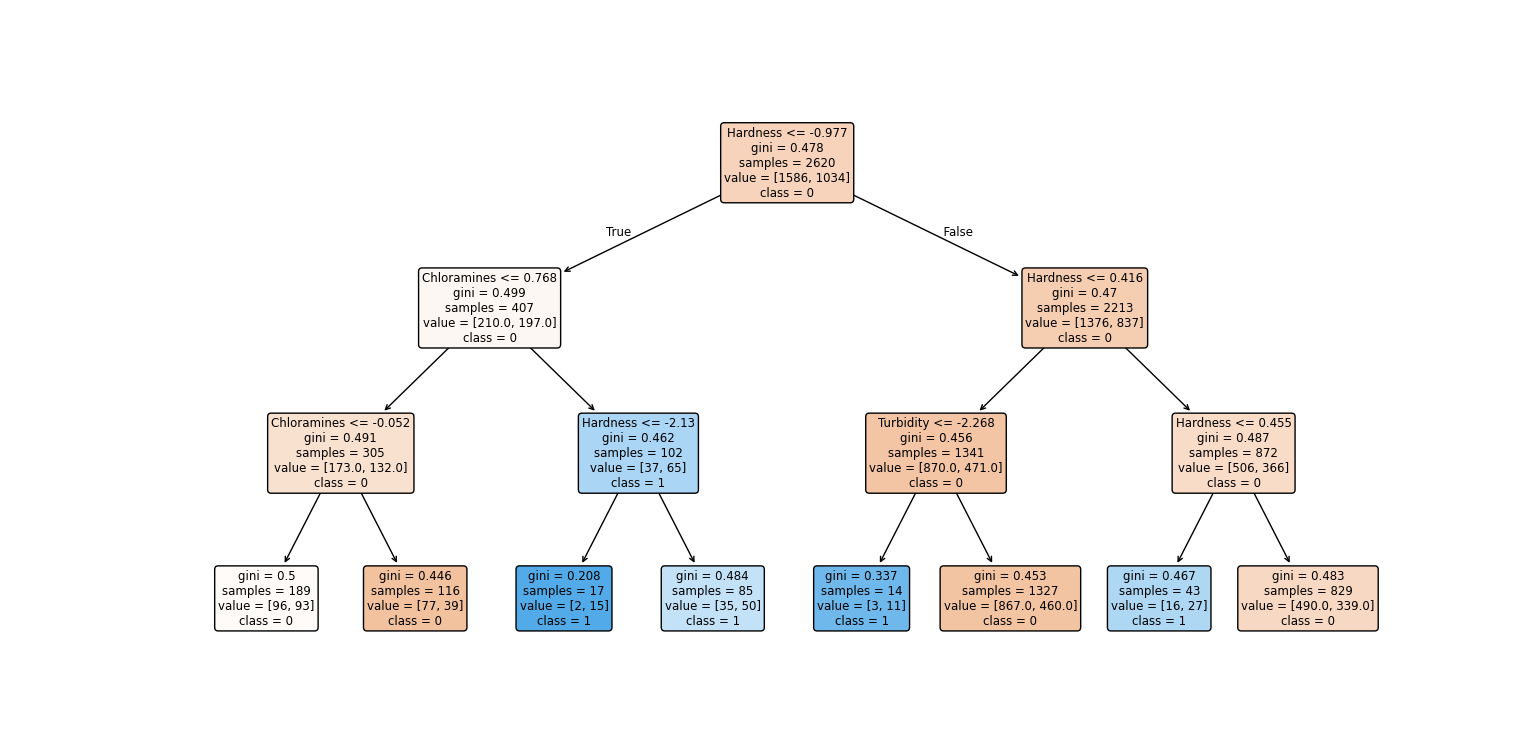 Hardness <= -0.977
gini = 0.478
samples = 2620
value = [1586, 1034]
class = 0
True
False
Chloramines <= 0.768
gini = 0.499
samples = 407
value = [210.0, 197.0]
class = 0
Hardness <= 0.416
gini = 0.47
samples = 2213
value = [1376, 837]
class = 0
Chloramines <= -0.052
gini = 0.491
samples = 305
value = [173.0, 132.0]
class = 0
Hardness <= -2.13
gini = 0.462
samples = 102
value = [37, 65]
class = 1
Turbidity <= -2.268
gini = 0.456
samples = 1341
value = [870.0, 471.0]
class = 0
Hardness <= 0.455
gini = 0.487
samples = 872
value = [506, 366]
class = 0
gini = 0.5
samples = 189
value = [96, 93]
class = 0
gini = 0.446
samples = 116
value = [77, 39]
class = 0
gini = 0.208
samples = 17
value = [2, 15]
class = 1
gini = 0.484
samples = 85
value = [35, 50]
class = 1
gini = 0.337
samples = 14
value = [3, 11]
class = 1
gini = 0.453
samples = 1327
value = [867.0, 460.0]
class = 0
gini = 0.467
samples = 43
value = [16, 27]
class = 1
gini = 0.483
samples = 829
value = [490.0, 339.0]
class = 0